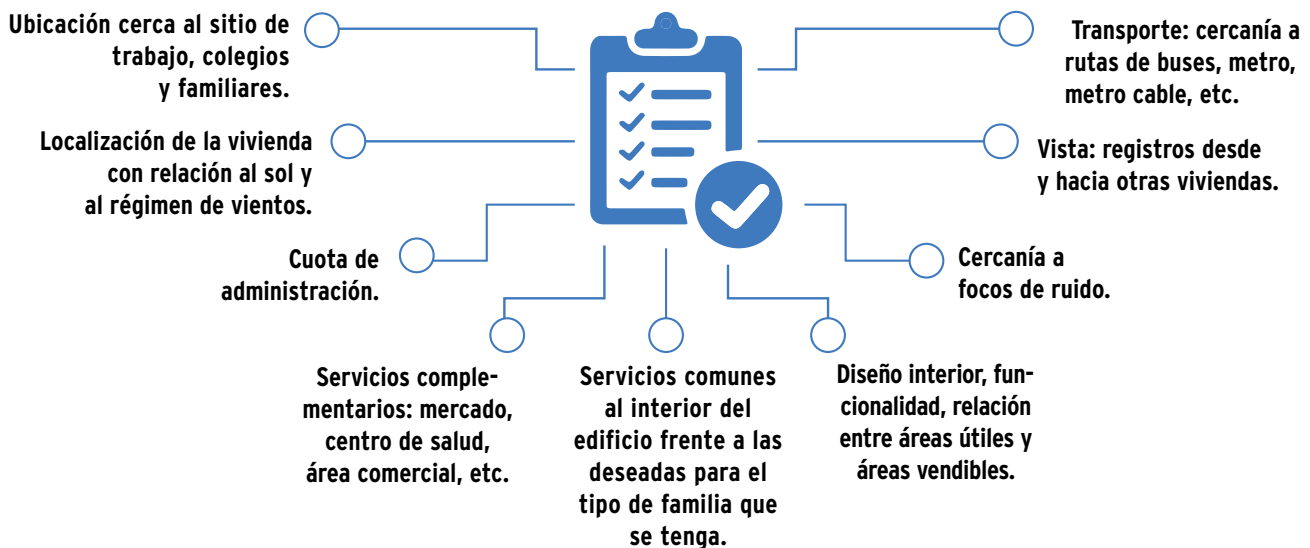 Ubicación cerca al sitio de
trabajo, colegios
y familiares.
Localización de la vivienda
con relación al sol y
al régimen de vientos.
Cuota de
administración.
Servicios comple-
mentarios: mercado,
centro de salud,
área comercial, etc.
Servicios comunes
al interior del
edificio frente a las
deseadas para el
tipo de familia que
se tenga.
Diseño interior, fun-
cionalidad, relación
entre áreas útiles y
áreas vendibles.
Cercanía a
focos de ruido.
Vista: registros desde
y hacia otras viviendas.
Transporte: cercanía a
rutas de buses, metro,
metro cable, etc.